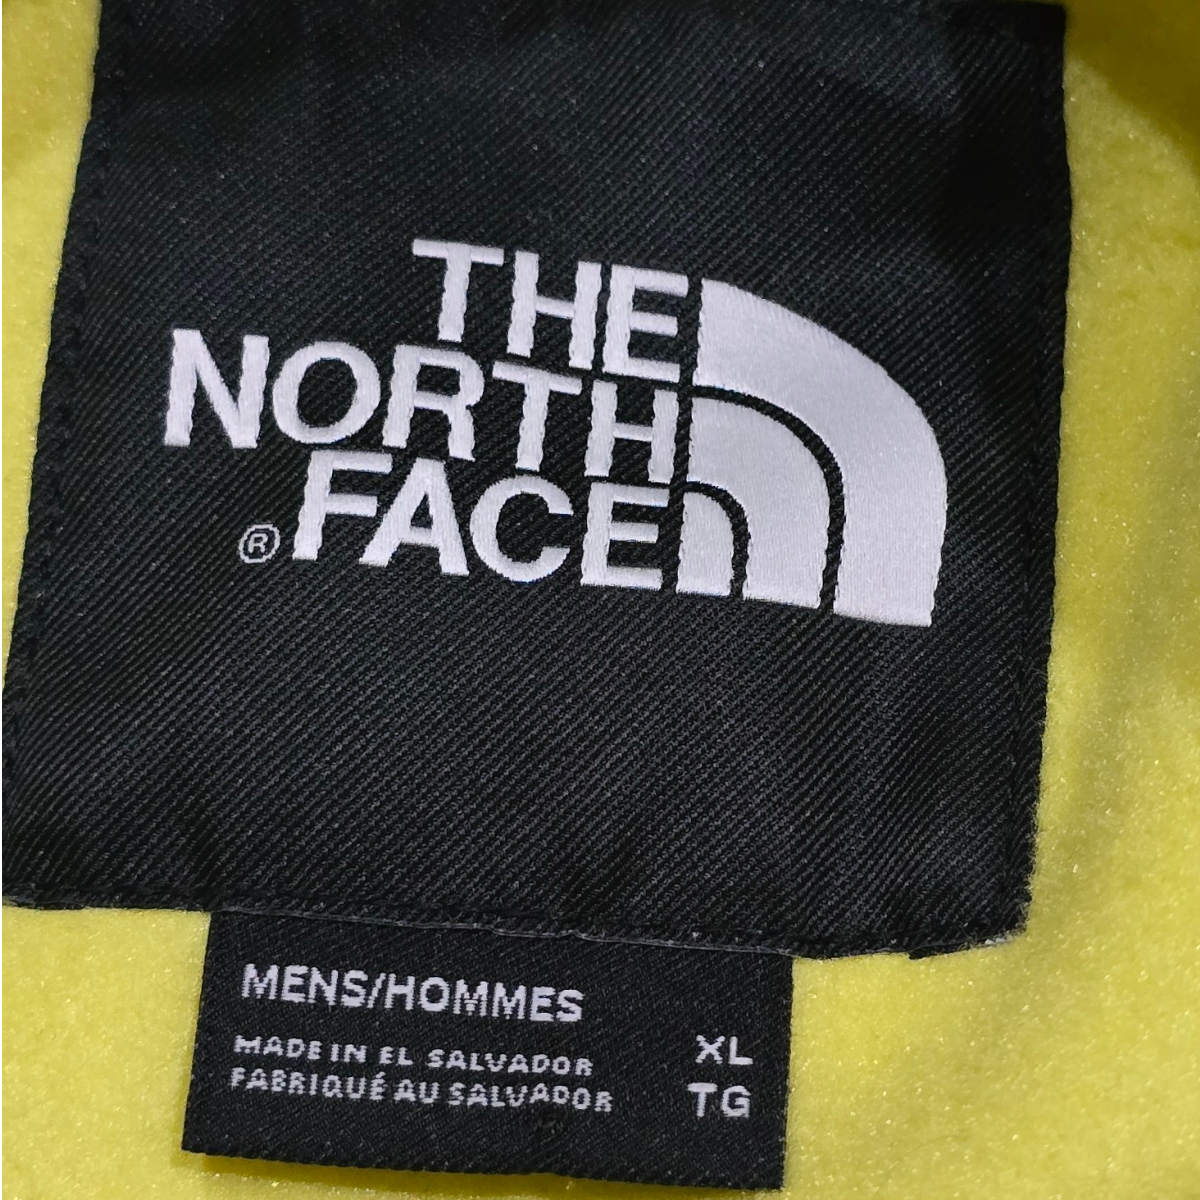 THE
NORTH
FACE
®
MENS/HOMMES
MADE IN EL SALVADOR
FABRIQUÉ AU SALVADOR
XL
TG